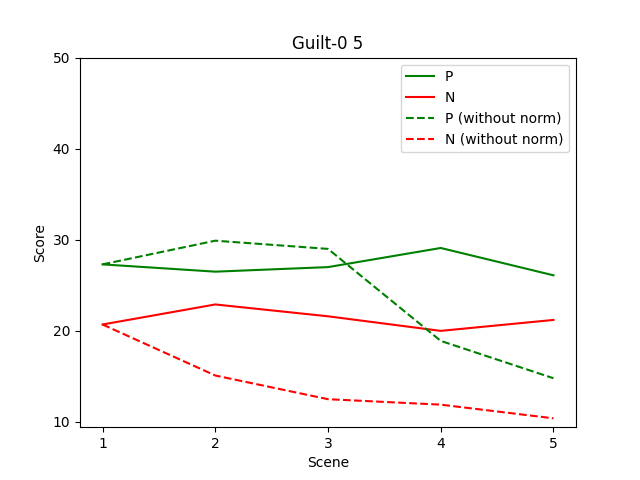 Guilt-0 5
50
40
30
20
10
Score
P
N
P (without norm)
N (without norm)
1 2 3 4 5
Scene